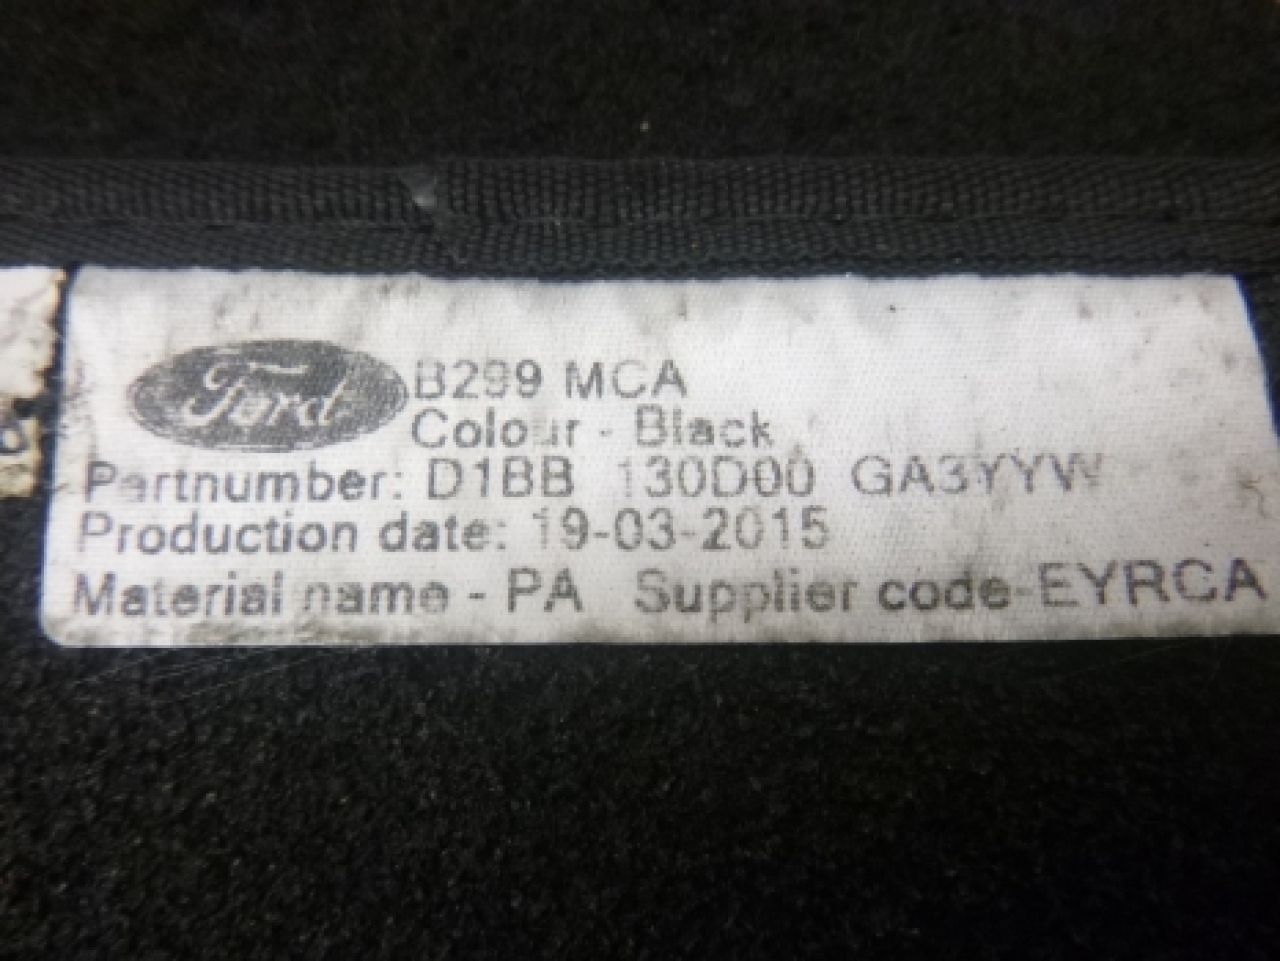 Ford
B299 MCA
Colour - Black
Partnumber: D1BB 130D00 GA3YYW
Production date: 19-03-2015
Material name - PA Supplier code-EYRCA